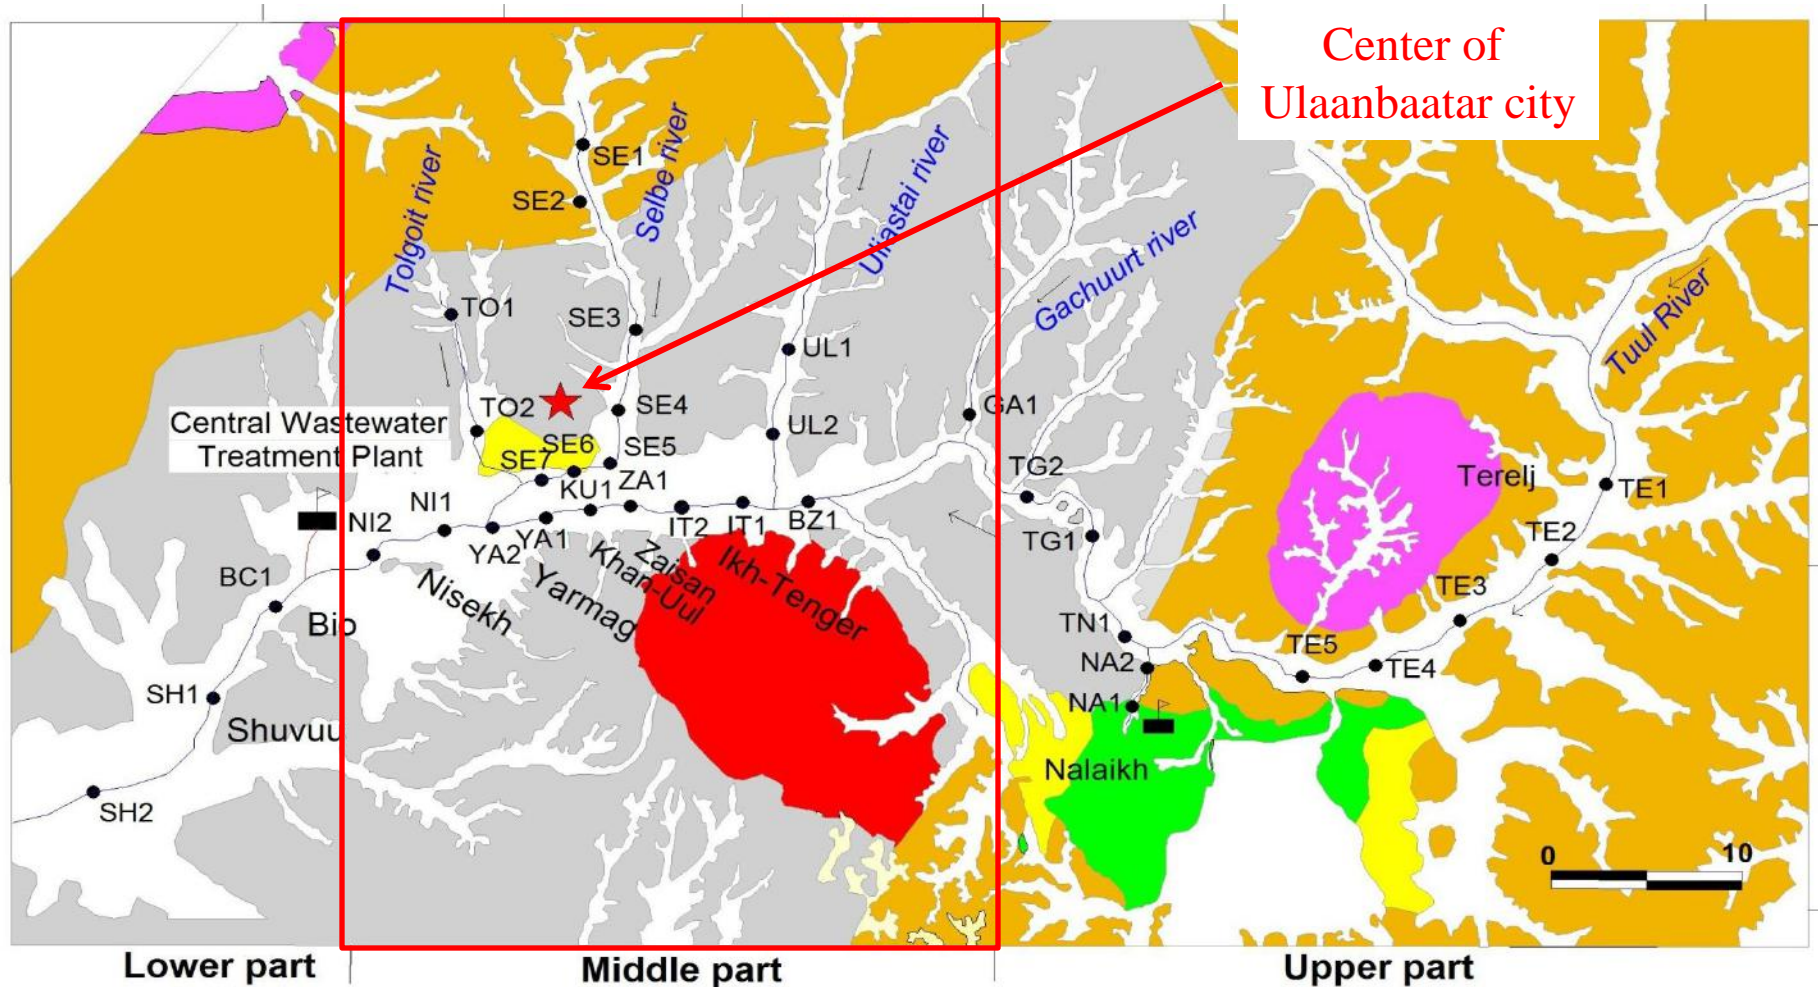 Center of
Ulaanbaatar city
Tolgoit river
Selbe river
Uliastai river
Gachuurt river
Tuul River
SE1
SE2
TO1
SE3
UL1
TO2
SE4
GA1
Central Wastewater
Treatment Plant
SE6
SE5
UL2
SE7
TG2
Terelj
TE1
NI1
KU1
ZA1
NI2
YA2
YA1
IT2
IT1
BZ1
TG1
TE2
BC1
Bio
Nisekh
Yarmag
Khan-Uul
Zaisan
Ikh-Tenger
TE3
TN1
TE5
TE4
NA2
SH1
NA1
Shuvuu
Nalaikh
SH2
0 10
Lower part
Middle part
Upper part